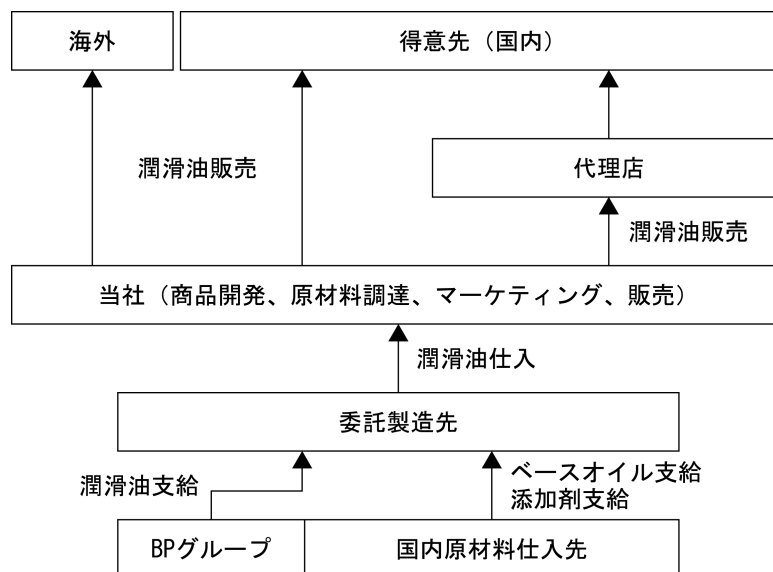 海外
得意先（国内）
潤滑油販売
代理店
潤滑油販売
当社（商品開発、原材料調達、マーケティング、販売）
潤滑油仕入
委託製造先
潤滑油支給
ベースオイル支給
添加剤支給
BPグループ
国内原材料仕入先